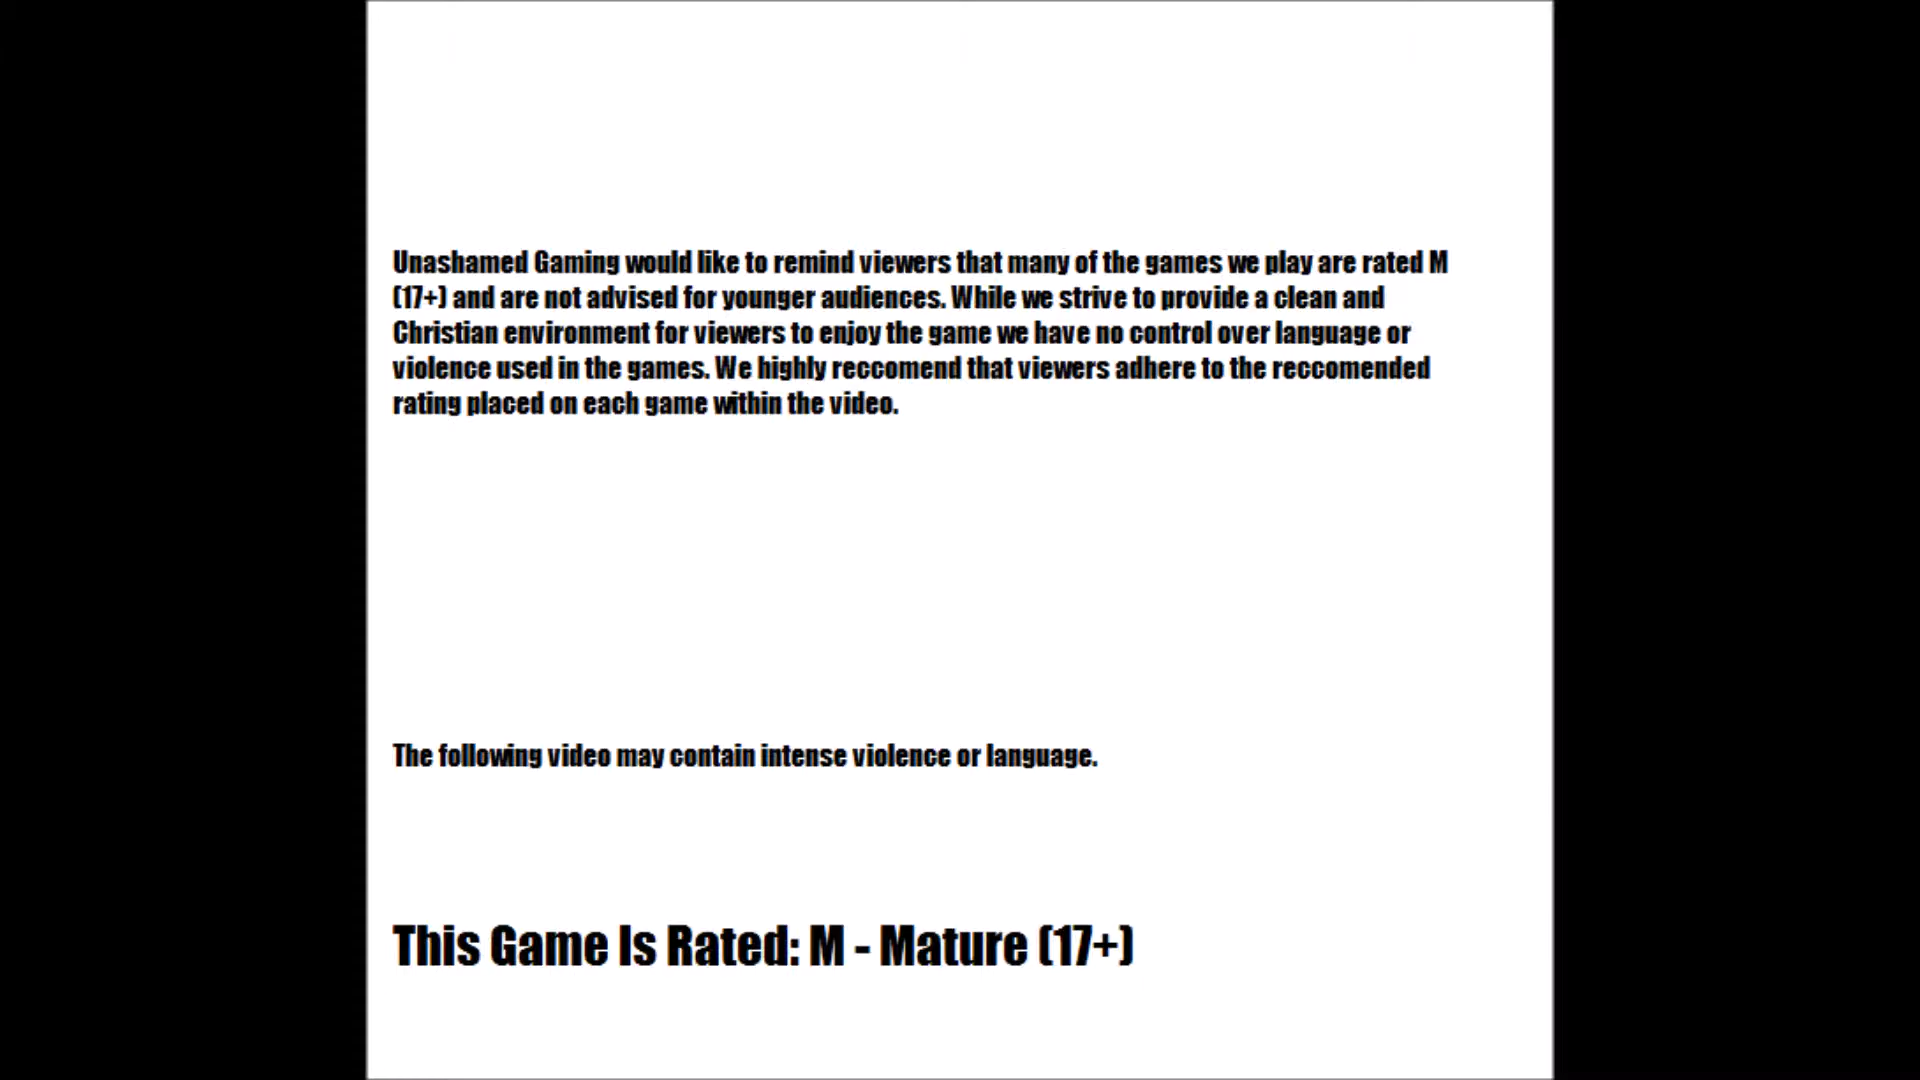 Unashamed Gaming would like to remind viewers that many of the games we play are rated M
(17+) and are not advised for younger audiences. While we strive to provide a clean and
Christian environment for viewers to enjoy the game we have no control over language or
violence used in the games. We highly reccomend that viewers adhere to the reccomended
rating placed on each game within the video.
The following video may contain intense violence or language.
This Game Is Rated: M - Mature (17+)